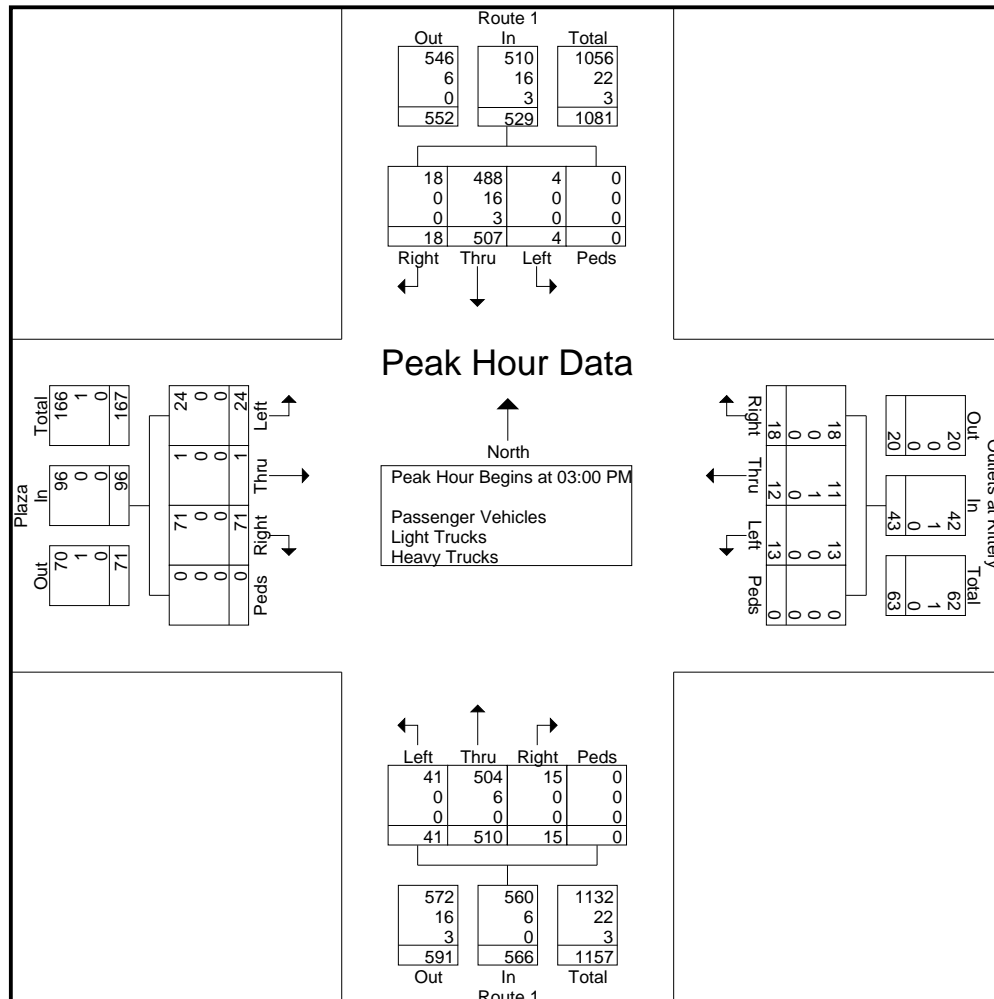 Route 1
Out In Total
546 510 1056
6 16 22
0 3 3
552 529 1081
18 488 4 0
0 16 0 0
0 3 0 0
18 507 4 0
Right Thru Left Peds
Peak Hour Data
North
Peak Hour Begins at 03:00 PM
Passenger Vehicles
Light Trucks
Heavy Trucks
Plaza
Out In Total
70 96 166
1 0 1
0 0 0
71 96 167
Peds Right Thru Left
0 71 1 24
0 0 0 0
0 0 0 0
0 71 1 24
Outlets at Kittery
Out In Total
20 42 62
0 1 1
0 0 0
20 43 63
18 11 13 0
0 1 0 0
0 0 0 0
18 12 13 0
Right Thru Left Peds
Left Thru Right Peds
41 504 15 0
0 6 0 0
0 0 0 0
41 510 15 0
572 560 1132
16 6 22
3 0 3
591 566 1157
Out In Total
Route 1